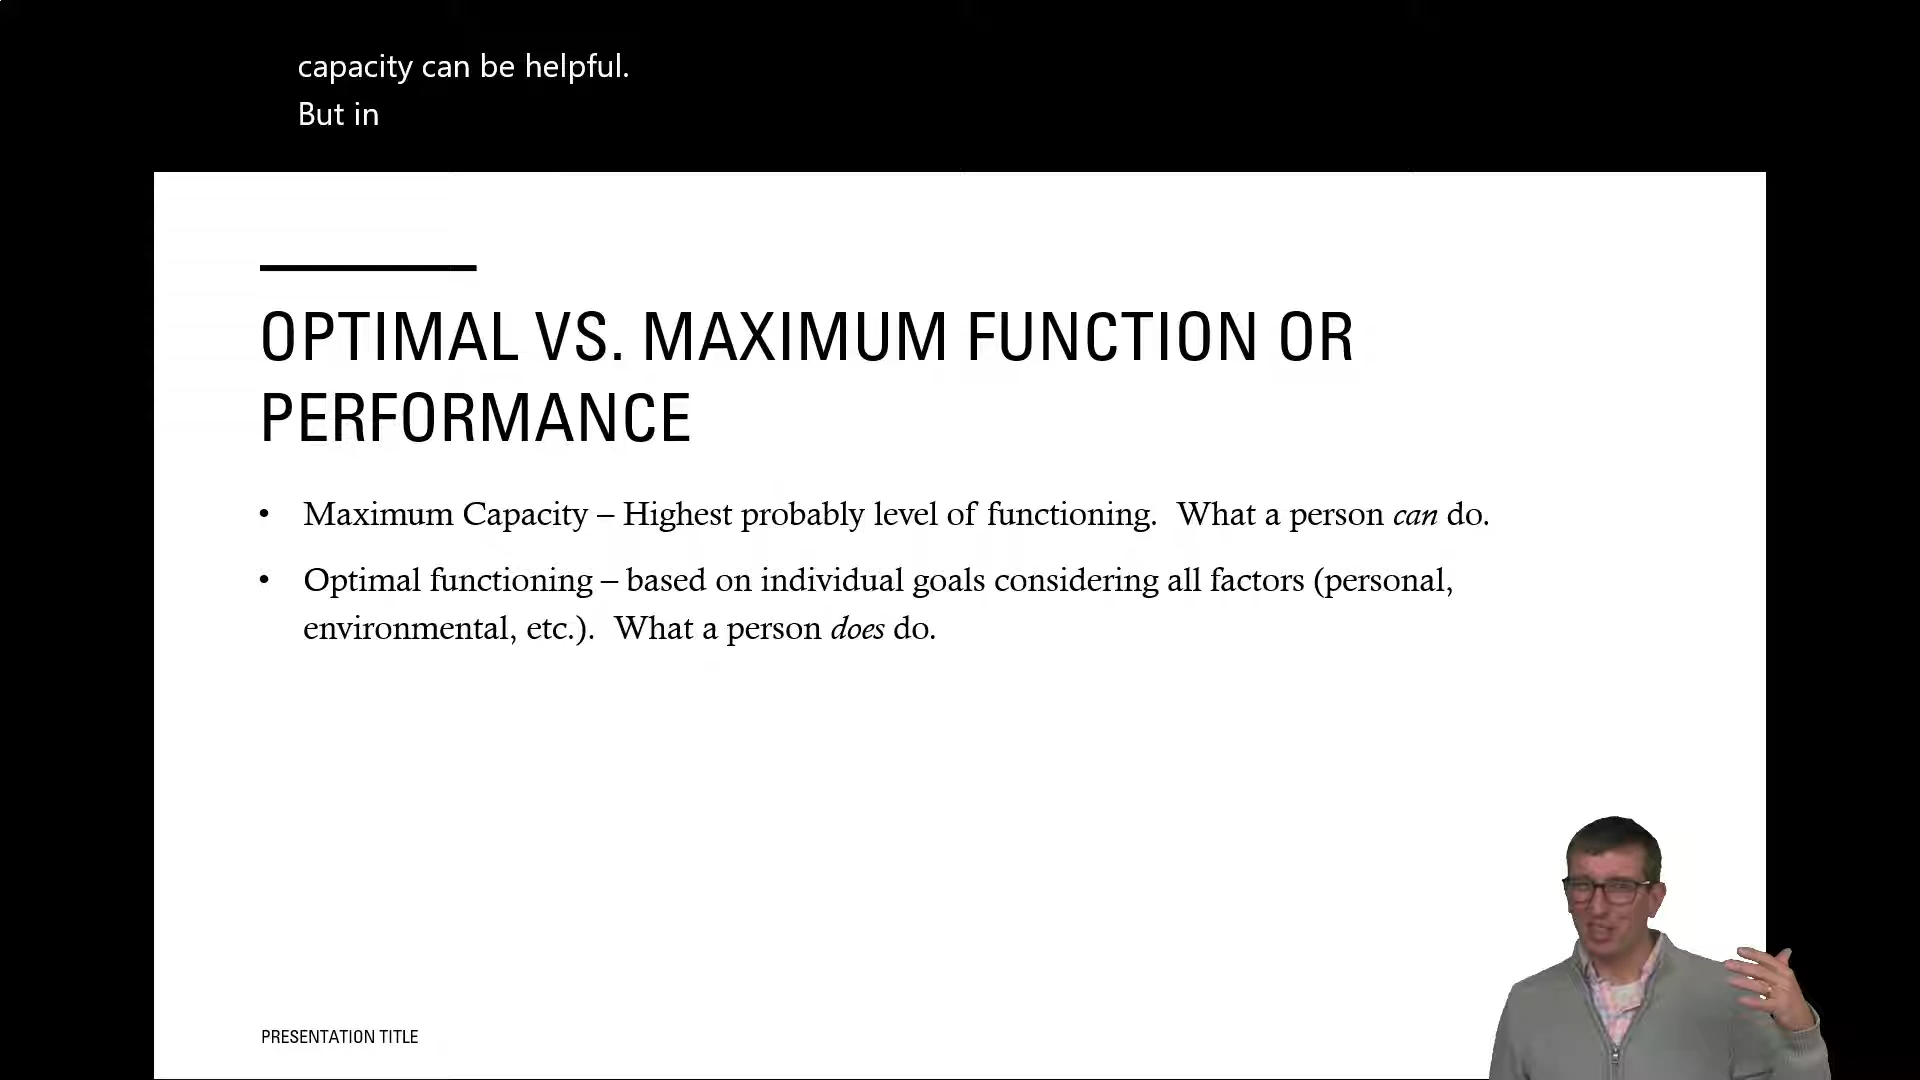 capacity can be helpful.
But in
OPTIMAL VS. MAXIMUM FUNCTION OR
PERFORMANCE
• Maximum Capacity – Highest probably level of functioning.  What a person can do.
• Optimal functioning – based on individual goals considering all factors (personal,
environmental, etc.).  What a person does do.
PRESENTATION TITLE